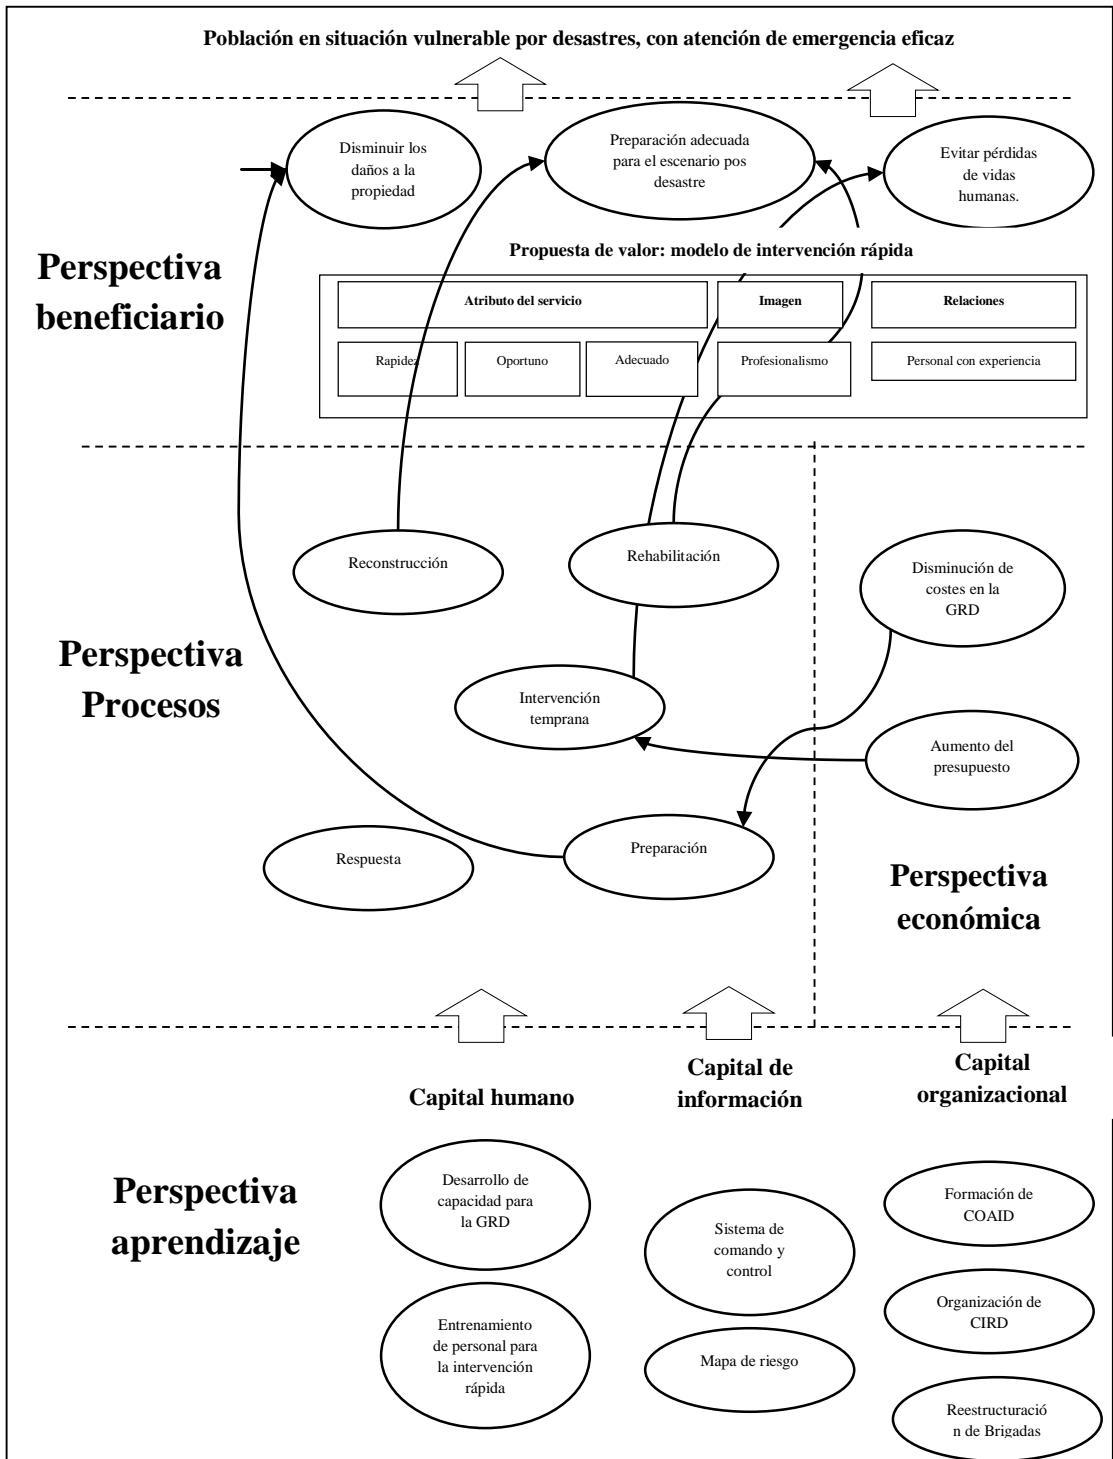 Población en situación vulnerable por desastres, con atención de emergencia eficaz
Disminuir los
daños a la
propiedad
Preparación adecuada
para el escenario pos
desastre
Evitar pérdidas
de vidas
humanas.
Perspectiva
beneficiario
Propuesta de valor: modelo de intervención rápida
Atributo del servicio
Imagen
Relaciones
Rapidez
Oportuno
Adecuado
Profesionalismo
Personal con experiencia
Perspectiva
Procesos
Reconstrucción
Rehabilitación
Disminución de
costes en la
GRD
Intervención
temprana
Aumento del
presupuesto
Respuesta
Preparación
Perspectiva
económica
Capital humano
Capital de
información
Capital
organizacional
Perspectiva
aprendizaje
Desarrollo de
capacidad para
la GRD
Sistema de
comando y
control
Formación de
COAID
Entrenamiento
de personal para
la intervención
rápida
Mapa de riesgo
Organización de
CIRD
Reestructuració
n de Brigadas